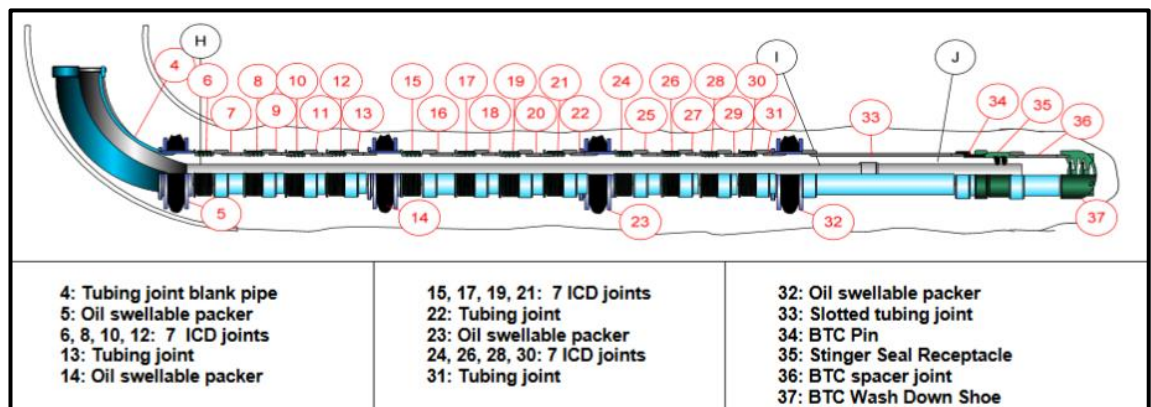 H I J
4 6 8 10 12 15 17 19 21 24 26 28 30 33 34 35 36
7 9 11 13 16 18 20 22 25 27 29 31
5 14 23 32 37
4: Tubing joint blank pipe
5: Oil swellable packer
6, 8, 10, 12: 7 ICD joints
13: Tubing joint
14: Oil swellable packer
15, 17, 19, 21: 7 ICD joints
22: Tubing joint
23: Oil swellable packer
24, 26, 28, 30: 7 ICD joints
31: Tubing joint
32: Oil swellable packer
33: Slotted tubing joint
34: BTC Pin
35: Stinger Seal Receptacle
36: BTC spacer joint
37: BTC Wash Down Shoe